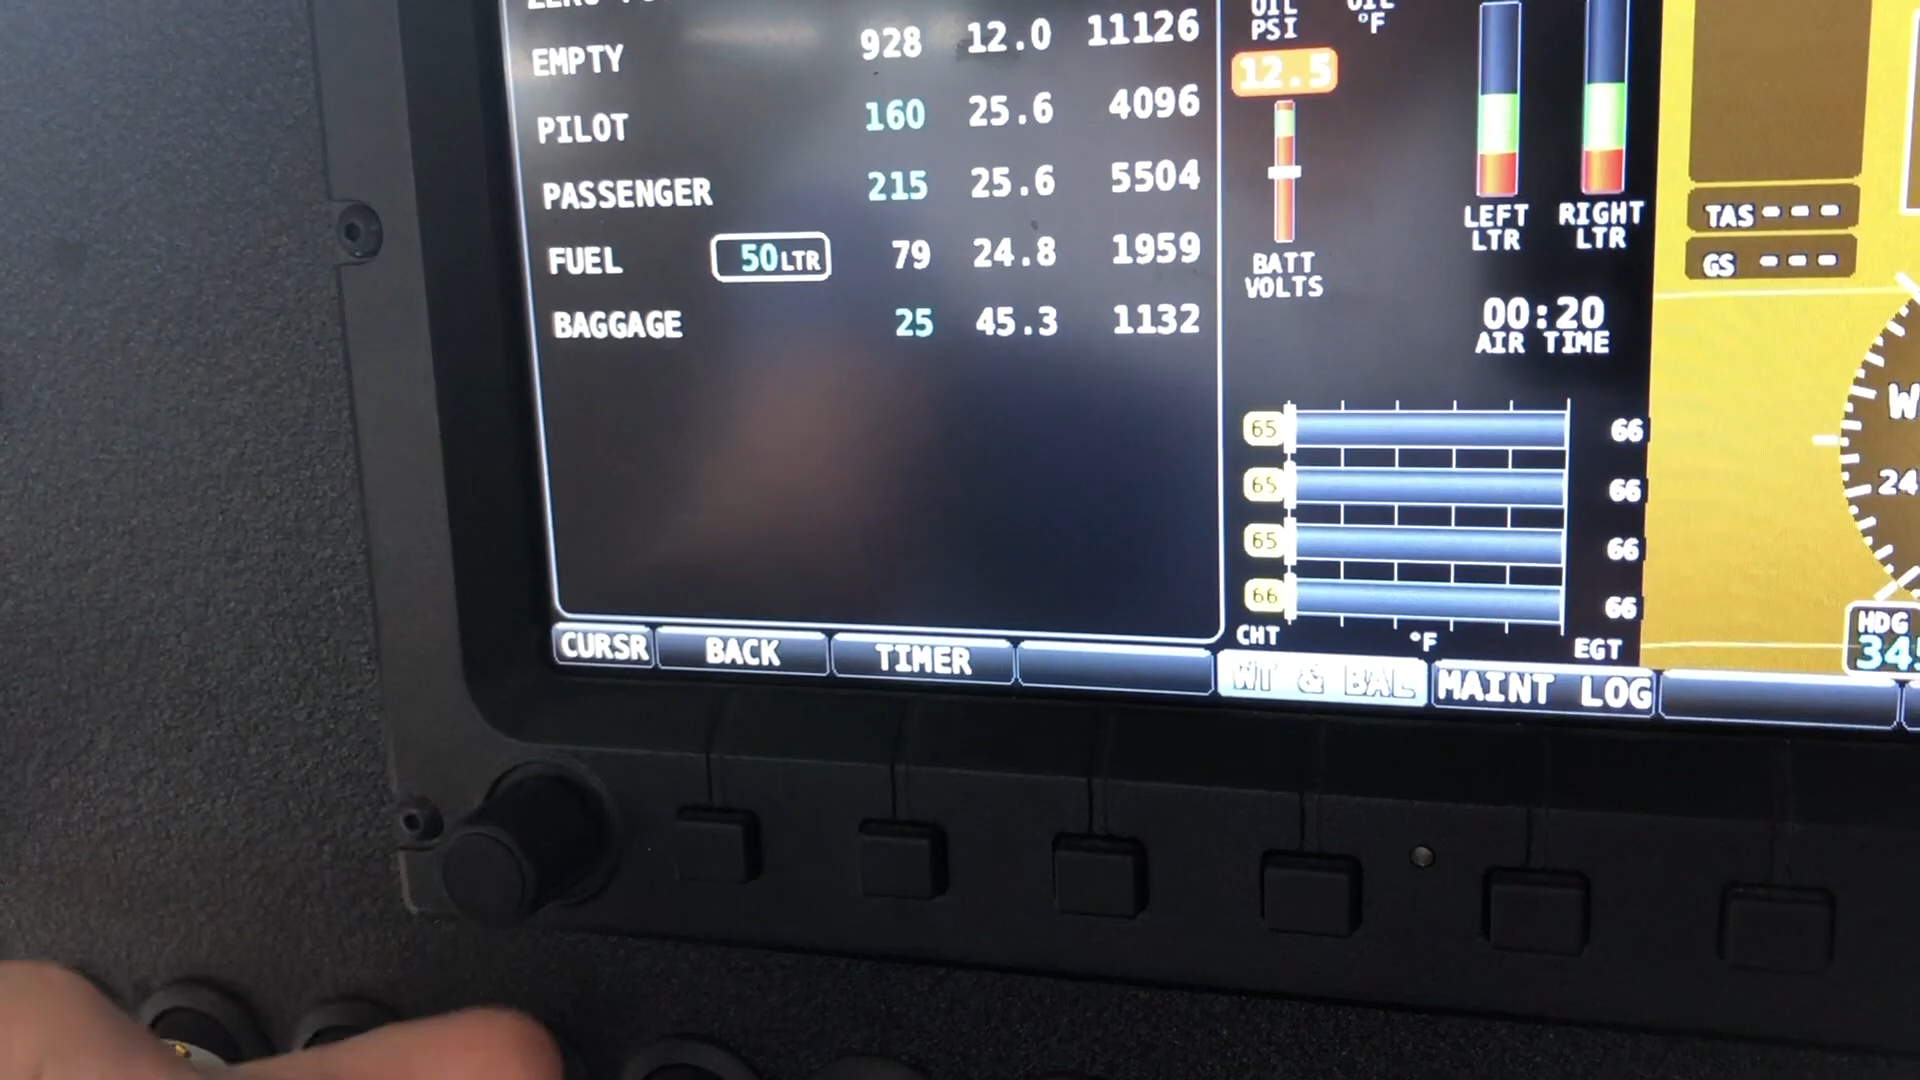 EMPTY 928 12.0 11126
PILOT 160 25.6 4096
PASSENGER 215 25.6 5504
FUEL 50LTR 79 24.8 1959
BAGGAGE 25 45.3 1132
OIL PSI
OIL °F
12.5
BATT VOLTS
LEFT LTR
RIGHT LTR
00:20
AIR TIME
65 66
65 66
65 66
66 66
CHT °F EGT
TAS ---
GS ---
W
24
HDG
CURSR BACK TIMER WT & BAL MAINT LOG